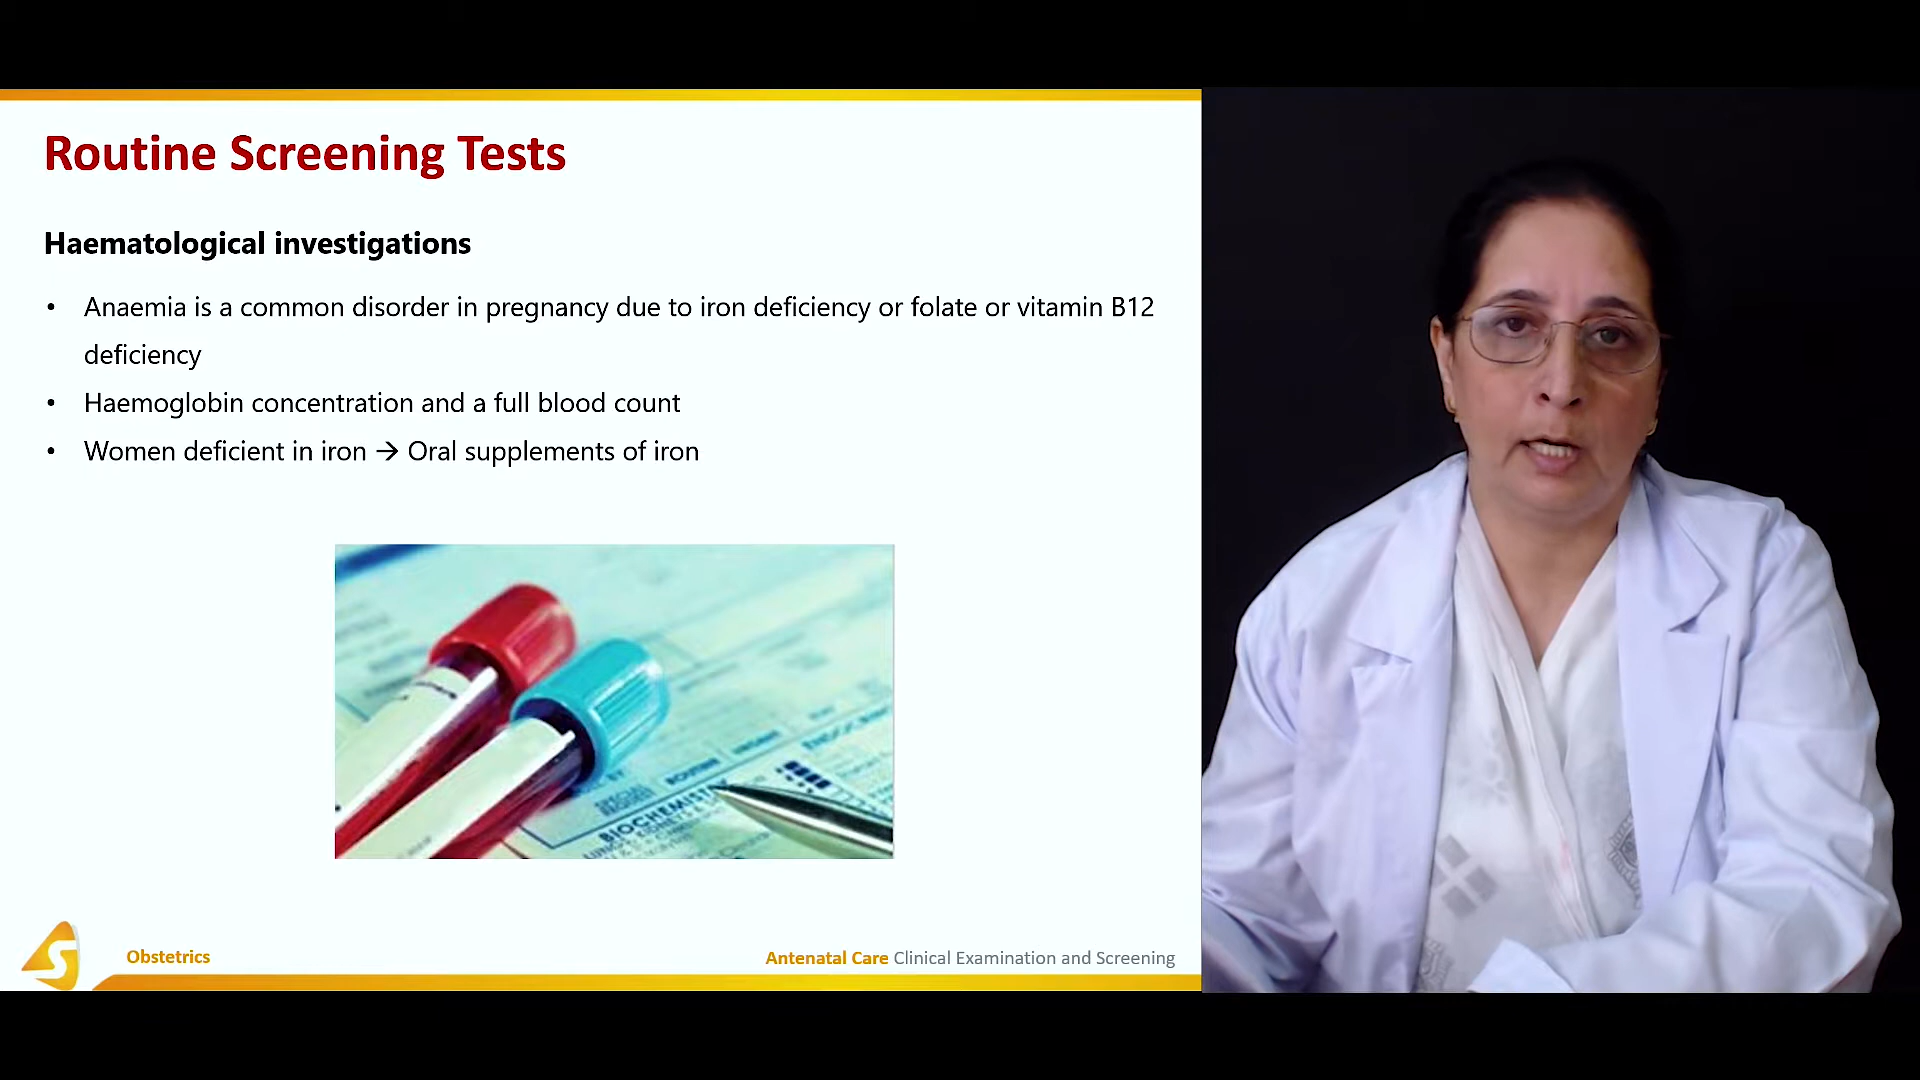 Routine Screening Tests
Haematological investigations
• Anaemia is a common disorder in pregnancy due to iron deficiency or folate or vitamin B12
deficiency
• Haemoglobin concentration and a full blood count
• Women deficient in iron → Oral supplements of iron
ROUTINE
BIOCHEMISTRY
S
Obstetrics
Antenatal Care Clinical Examination and Screening